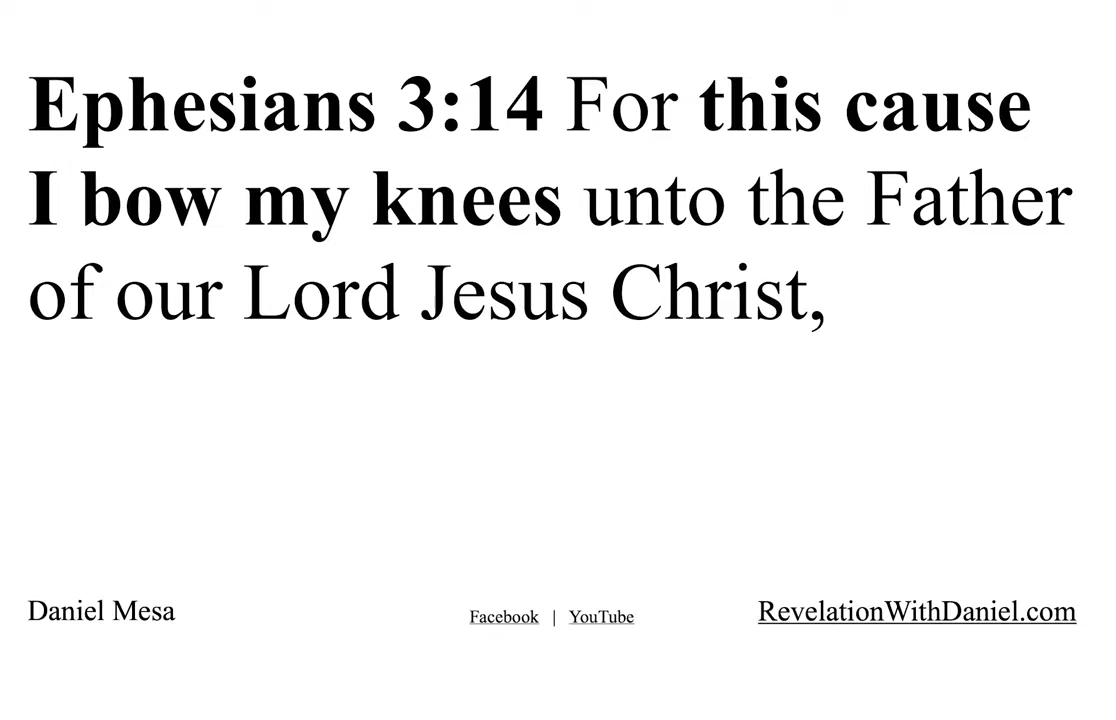 Ephesians 3:14 For this cause
I bow my knees unto the Father
of our Lord Jesus Christ,
Daniel Mesa
Facebook | YouTube
RevelationWithDaniel.com